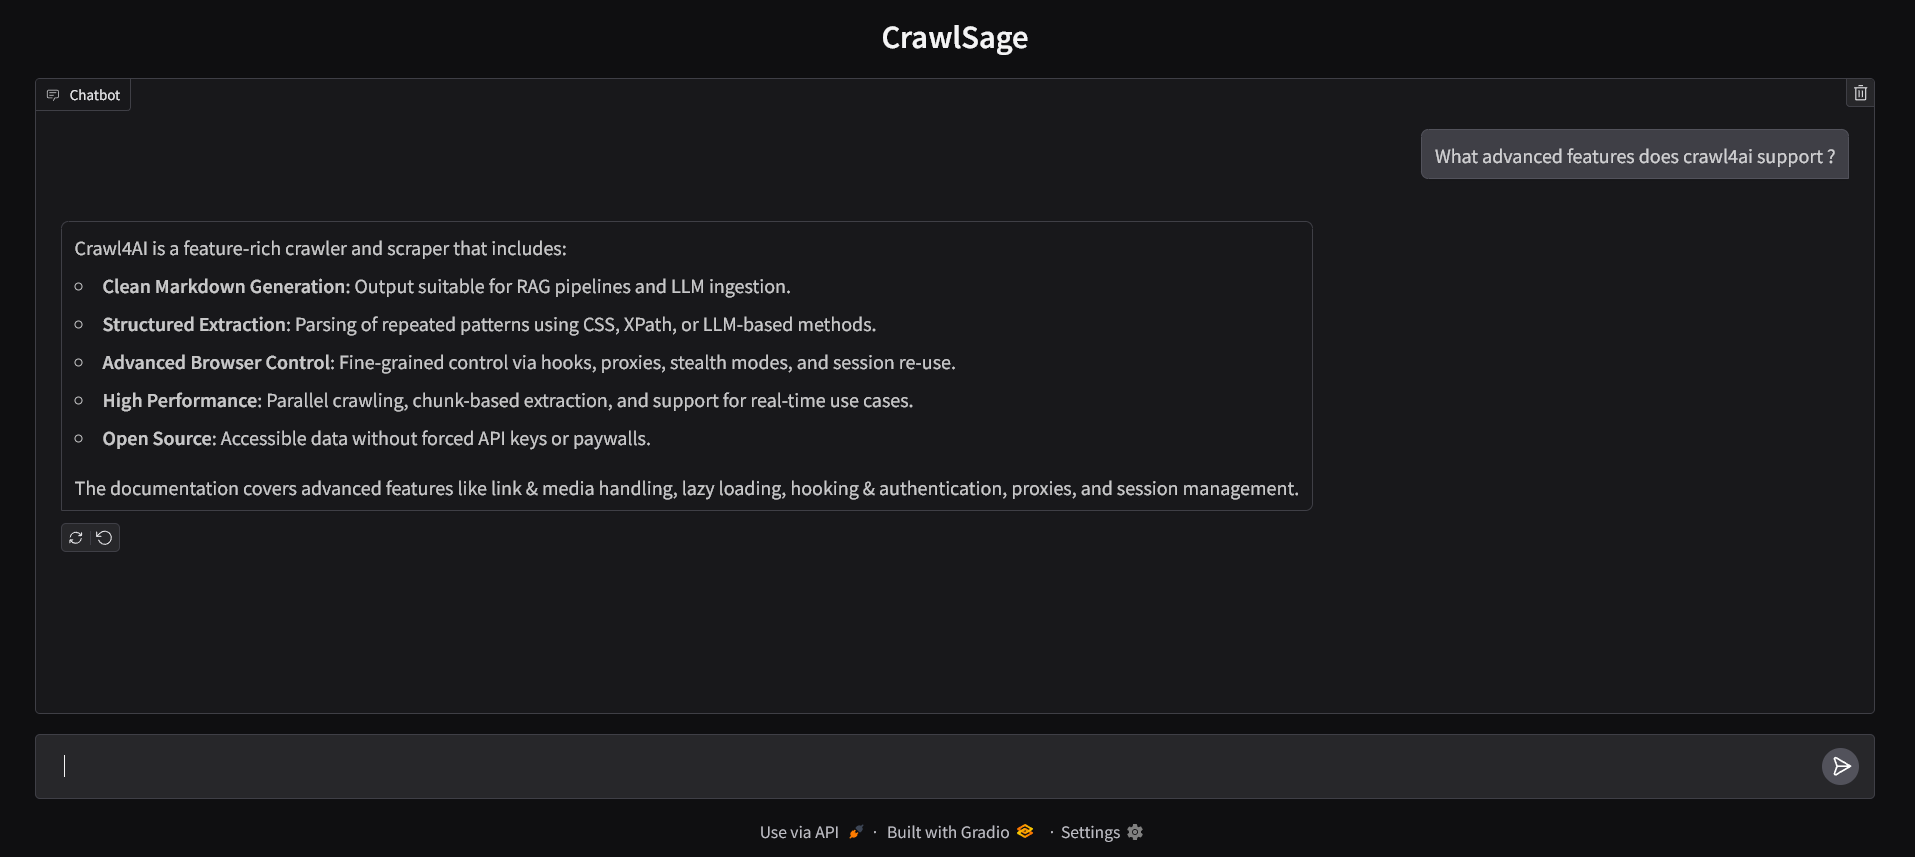 CrawlSage
Chatbot
What advanced features does crawl4ai support ?
Crawl4AI is a feature-rich crawler and scraper that includes:
Clean Markdown Generation: Output suitable for RAG pipelines and LLM ingestion.
Structured Extraction: Parsing of repeated patterns using CSS, XPath, or LLM-based methods.
Advanced Browser Control: Fine-grained control via hooks, proxies, stealth modes, and session re-use.
High Performance: Parallel crawling, chunk-based extraction, and support for real-time use cases.
Open Source: Accessible data without forced API keys or paywalls.
The documentation covers advanced features like link & media handling, lazy loading, hooking & authentication, proxies, and session management.
Use via API · Built with Gradio · Settings